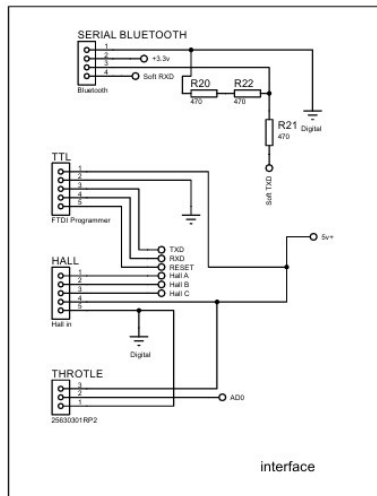 SERIAL BLUETOOTH
1
2
3
4
+3.3v
Soft RXD
Bluetooth
R20
470
R22
470
R21
470
Digital
Soft TXD
TTL
1
2
3
4
5
FTDI Programmer
5v+
TXD
RXD
RESET
HALL
1
2
3
4
5
Hall A
Hall B
Hall C
Hall in
Digital
THROTLE
3
2
1
AD0
25630301RP2
interface